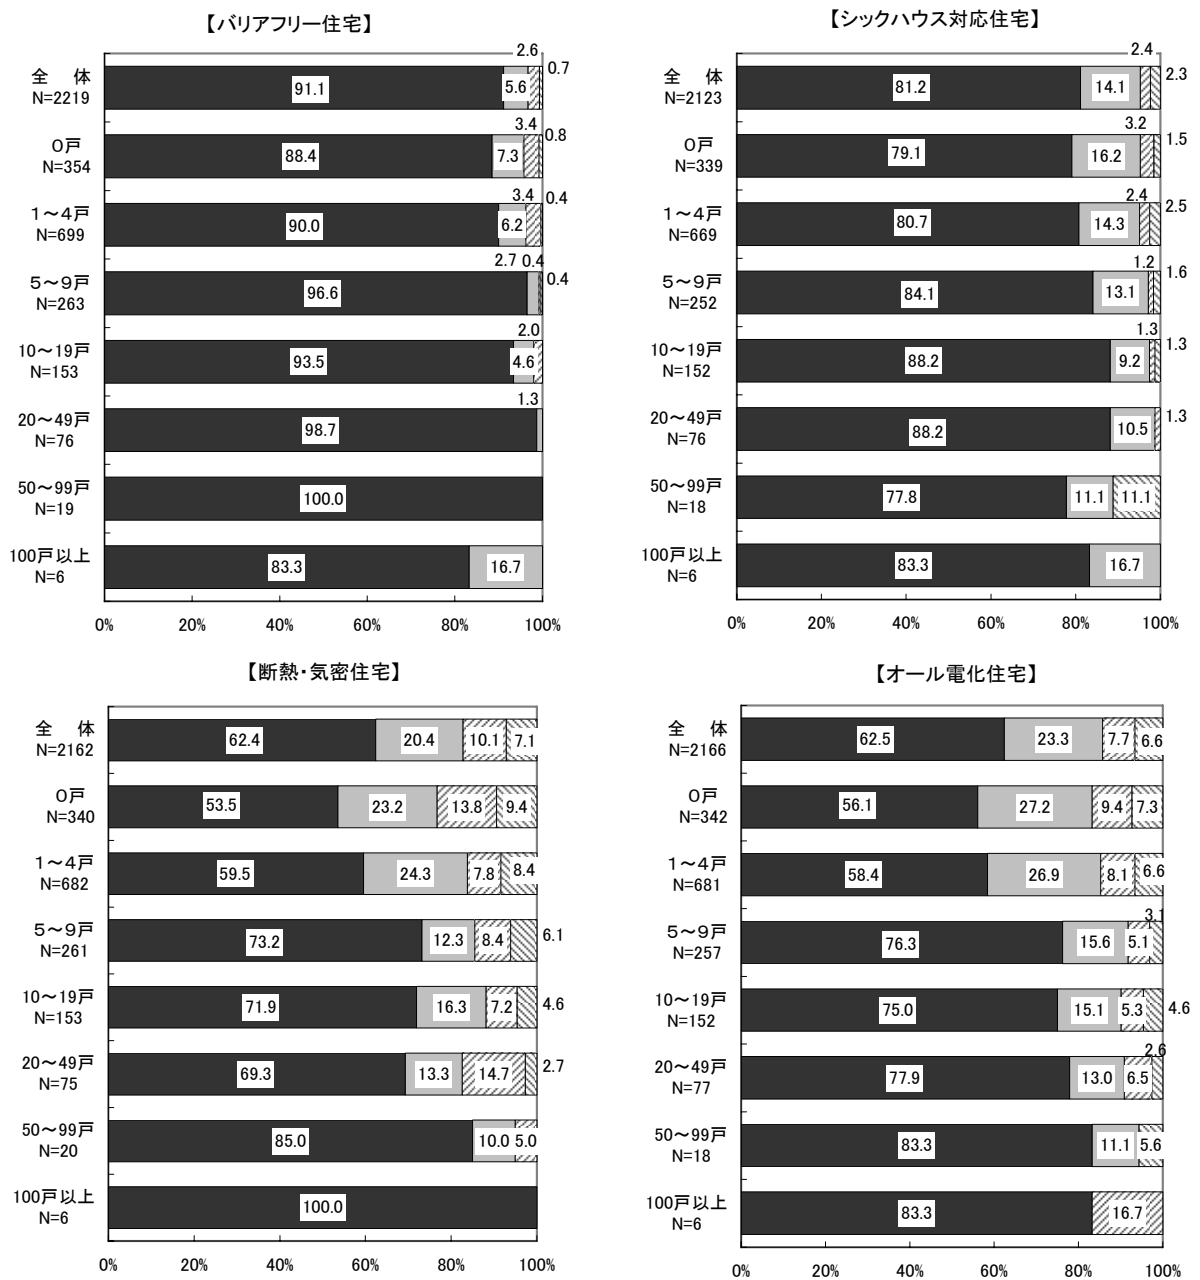 【バリアフリー住宅】
2.6
全　体
N=2219
91.1
5.6
0.7
3.4
0戸
N=354
88.4
7.3
0.8
3.4
1～4戸
N=699
90.0
6.2
0.4
2.7 0.4
5～9戸
N=263
96.6
0.4
2.0
10～19戸
N=153
93.5
4.6
1.3
20～49戸
N=76
98.7
50～99戸
N=19
100.0
100戸以上
N=6
83.3
16.7
0% 20% 40% 60% 80% 100%
【シックハウス対応住宅】
2.4
全　体
N=2123
81.2
14.1
2.3
3.2
0戸
N=339
79.1
16.2
1.5
2.4
1～4戸
N=669
80.7
14.3
2.5
1.2
5～9戸
N=252
84.1
13.1
1.6
1.3
10～19戸
N=152
88.2
9.2
1.3
20～49戸
N=76
88.2
10.5
1.3
50～99戸
N=18
77.8
11.1
11.1
100戸以上
N=6
83.3
16.7
0% 20% 40% 60% 80% 100%
【断熱・気密住宅】
全　体
N=2162
62.4
20.4
10.1
7.1
0戸
N=340
53.5
23.2
13.8
9.4
1～4戸
N=682
59.5
24.3
7.8
8.4
5～9戸
N=261
73.2
12.3
8.4
6.1
10～19戸
N=153
71.9
16.3
7.2
4.6
20～49戸
N=75
69.3
13.3
14.7
2.7
50～99戸
N=20
85.0
10.0
5.0
100戸以上
N=6
100.0
0% 20% 40% 60% 80% 100%
【オール電化住宅】
全　体
N=2166
62.5
23.3
7.7
6.6
0戸
N=342
56.1
27.2
9.4
7.3
1～4戸
N=681
58.4
26.9
8.1
6.6
3.1
5～9戸
N=257
76.3
15.6
5.1
10～19戸
N=152
75.0
15.1
5.3
4.6
2.6
20～49戸
N=77
77.9
13.0
6.5
50～99戸
N=18
83.3
11.1
5.6
100戸以上
N=6
83.3
16.7
0% 20% 40% 60% 80% 100%